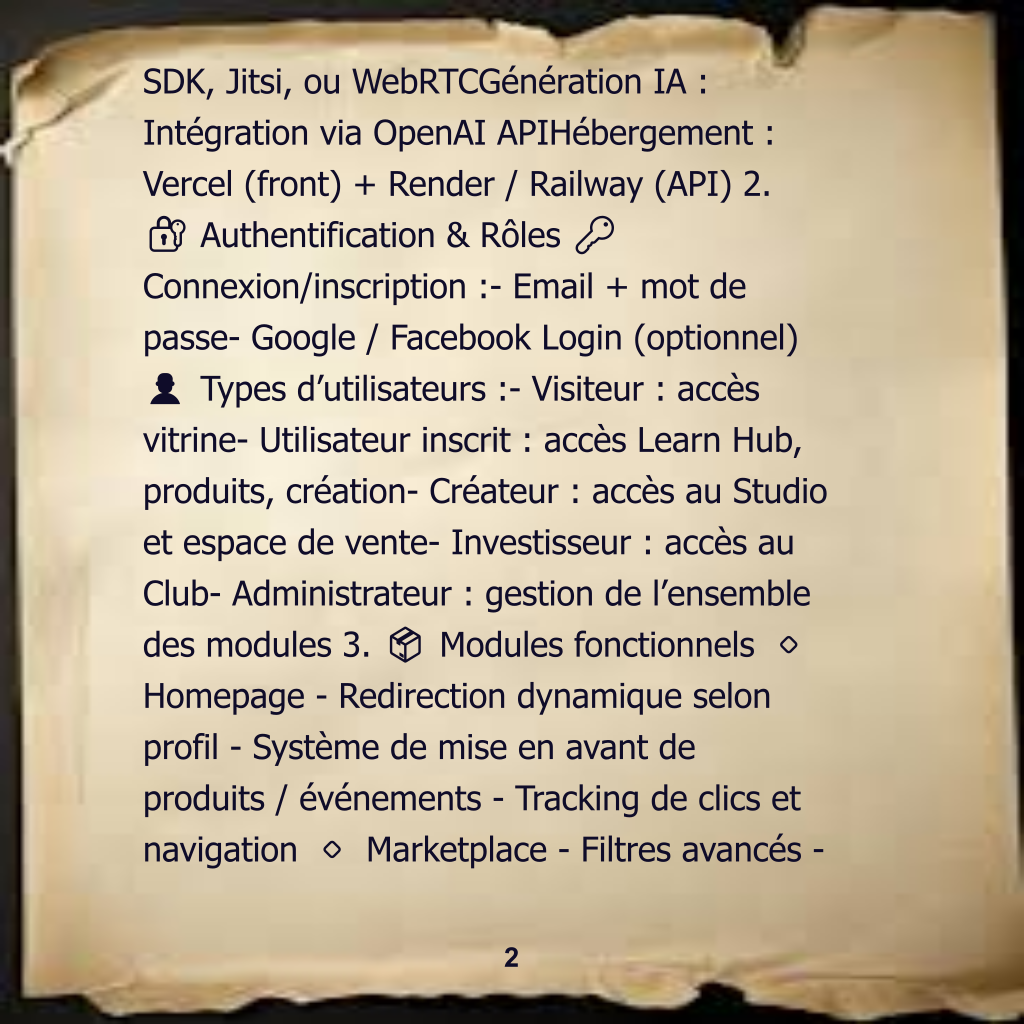 SDK, Jitsi, ou WebRTCGénération IA :
Intégration via OpenAI APIHébergement :
Vercel (front) + Render / Railway (API) 2.
🔐 Authentification & Rôles 🔑
Connexion/inscription :- Email + mot de
passe- Google / Facebook Login (optionnel)
👤 Types d’utilisateurs :- Visiteur : accès
vitrine- Utilisateur inscrit : accès Learn Hub,
produits, création- Créateur : accès au Studio
et espace de vente- Investisseur : accès au
Club- Administrateur : gestion de l’ensemble
des modules 3. 📦 Modules fonctionnels 🔹
Homepage - Redirection dynamique selon
profil - Système de mise en avant de
produits / événements - Tracking de clics et
navigation 🔹 Marketplace - Filtres avancés -
2